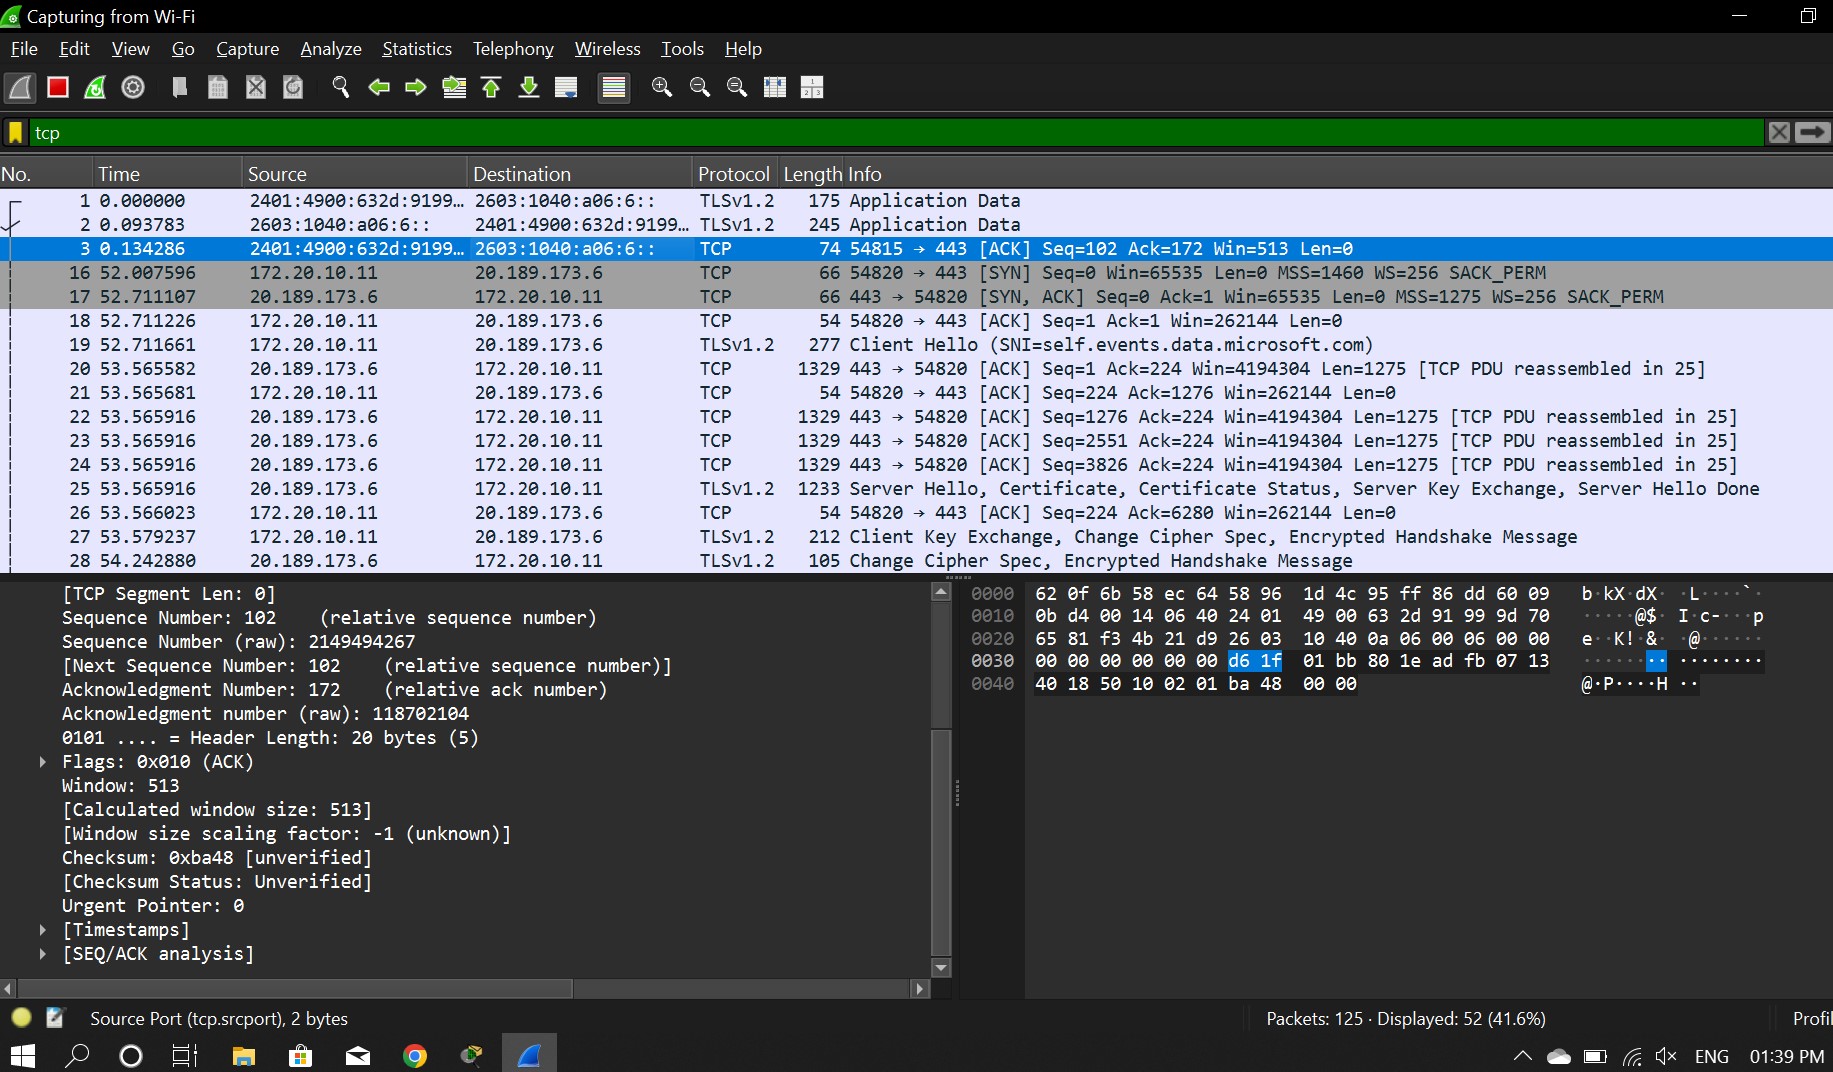 Capturing from Wi-Fi
File Edit View Go Capture Analyze Statistics Telephony Wireless Tools Help
tcp
No. Time Source Destination Protocol Length Info
1 0.000000 2401:4900:632d:9199… 2603:1040:a06:6:: TLSv1.2 175 Application Data
2 0.093783 2603:1040:a06:6:: 2401:4900:632d:9199… TLSv1.2 245 Application Data
3 0.134286 2401:4900:632d:9199… 2603:1040:a06:6:: TCP 74 54815 → 443 [ACK] Seq=102 Ack=172 Win=513 Len=0
16 52.007596 172.20.10.11 20.189.173.6 TCP 66 54820 → 443 [SYN] Seq=0 Win=65535 Len=0 MSS=1460 WS=256 SACK_PERM
17 52.711107 20.189.173.6 172.20.10.11 TCP 66 443 → 54820 [SYN, ACK] Seq=0 Ack=1 Win=65535 Len=0 MSS=1275 WS=256 SACK_PERM
18 52.711226 172.20.10.11 20.189.173.6 TCP 54 54820 → 443 [ACK] Seq=1 Ack=1 Win=262144 Len=0
19 52.711661 172.20.10.11 20.189.173.6 TLSv1.2 277 Client Hello (SNI=self.events.data.microsoft.com)
20 53.565582 20.189.173.6 172.20.10.11 TCP 1329 443 → 54820 [ACK] Seq=1 Ack=224 Win=4194304 Len=1275 [TCP PDU reassembled in 25]
21 53.565681 172.20.10.11 20.189.173.6 TCP 54 54820 → 443 [ACK] Seq=224 Ack=1276 Win=262144 Len=0
22 53.565916 20.189.173.6 172.20.10.11 TCP 1329 443 → 54820 [ACK] Seq=1276 Ack=224 Win=4194304 Len=1275 [TCP PDU reassembled in 25]
23 53.565916 20.189.173.6 172.20.10.11 TCP 1329 443 → 54820 [ACK] Seq=2551 Ack=224 Win=4194304 Len=1275 [TCP PDU reassembled in 25]
24 53.565916 20.189.173.6 172.20.10.11 TCP 1329 443 → 54820 [ACK] Seq=3826 Ack=224 Win=4194304 Len=1275 [TCP PDU reassembled in 25]
25 53.565916 20.189.173.6 172.20.10.11 TLSv1.2 1233 Server Hello, Certificate, Certificate Status, Server Key Exchange, Server Hello Done
26 53.566023 172.20.10.11 20.189.173.6 TCP 54 54820 → 443 [ACK] Seq=224 Ack=6280 Win=262144 Len=0
27 53.579237 172.20.10.11 20.189.173.6 TLSv1.2 212 Client Key Exchange, Change Cipher Spec, Encrypted Handshake Message
28 54.242880 20.189.173.6 172.20.10.11 TLSv1.2 105 Change Cipher Spec, Encrypted Handshake Message
[TCP Segment Len: 0]
Sequence Number: 102 (relative sequence number)
Sequence Number (raw): 2149494267
[Next Sequence Number: 102 (relative sequence number)]
Acknowledgment Number: 172 (relative ack number)
Acknowledgment number (raw): 118702104
0101 .... = Header Length: 20 bytes (5)
Flags: 0x010 (ACK)
Window: 513
[Calculated window size: 513]
[Window size scaling factor: -1 (unknown)]
Checksum: 0xba48 [unverified]
[Checksum Status: Unverified]
Urgent Pointer: 0
[Timestamps]
[SEQ/ACK analysis]
0000 62 0f 6b 58 ec 64 58 96 1d 4c 95 ff 86 dd 60 09 b·kX·dX· ·L····`·
0010 0b d4 00 14 06 40 24 01 49 00 63 2d 91 99 9d 70 ·····@$· I·c-···p
0020 65 81 f3 4b 21 d9 26 03 10 40 0a 06 00 06 00 00 e··K!·&· ·@······
0030 00 00 00 00 00 00 d6 1f 01 bb 80 1e ad fb 07 13 ········ ········
0040 40 18 50 10 02 01 ba 48 00 00 @·P····H ··
Source Port (tcp.srcport), 2 bytes
Packets: 125 · Displayed: 52 (41.6%)
Profil
ENG 01:39 PM